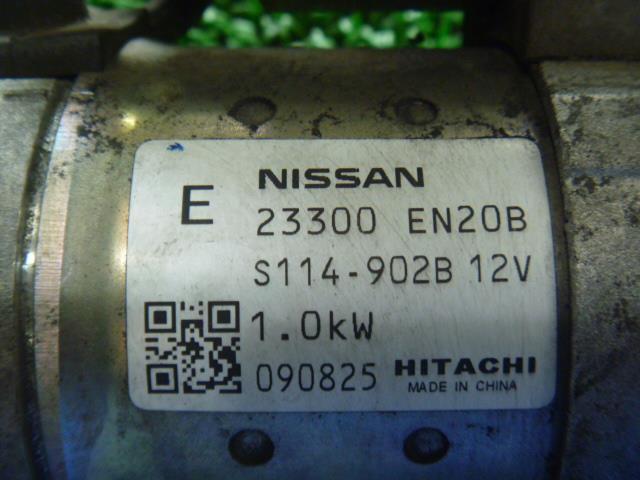 E NISSAN
23300 EN20B
S114-902B 12V
1.0kW
090825 HITACHI
MADE IN CHINA